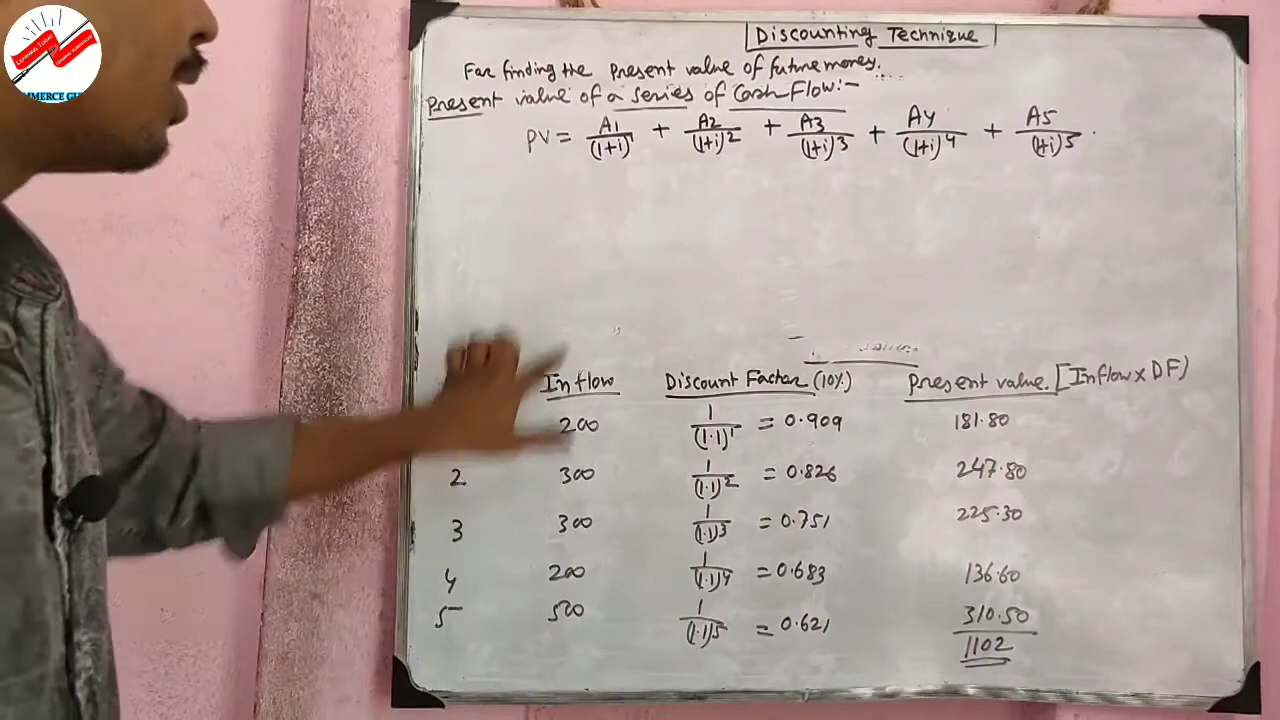 Discounting Technique
For finding the present value of future money.....
Present value of a series of Cash Flow:-
PV = A1/(1+i)^1 + A2/(1+i)^2 + A3/(1+i)^3 + A4/(1+i)^4 + A5/(1+i)^5.
Inflow Discount Factor (10%) Present value [Inflow x DF]
200 1/(1.1)^1 = 0.909 181.80
2 300 1/(1.1)^2 = 0.826 247.80
3 300 1/(1.1)^3 = 0.751 225.30
4 200 1/(1.1)^4 = 0.683 136.60
5 500 1/(1.1)^5 = 0.621 310.50
1102
LEARNING TODAY
MMERCE GU